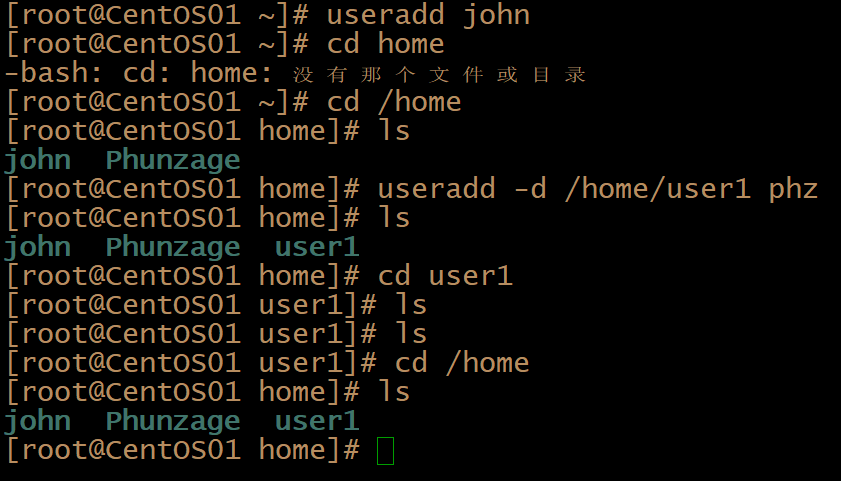 [root@CentOS01 ~]# useradd john
[root@CentOS01 ~]# cd home
-bash: cd: home: 没有那个文件或目录
[root@CentOS01 ~]# cd /home
[root@CentOS01 home]# ls
john  Phunzage
[root@CentOS01 home]# useradd -d /home/user1 phz
[root@CentOS01 home]# ls
john  Phunzage  user1
[root@CentOS01 home]# cd user1
[root@CentOS01 user1]# ls
[root@CentOS01 user1]# ls
[root@CentOS01 user1]# cd /home
[root@CentOS01 home]# ls
john  Phunzage  user1
[root@CentOS01 home]#